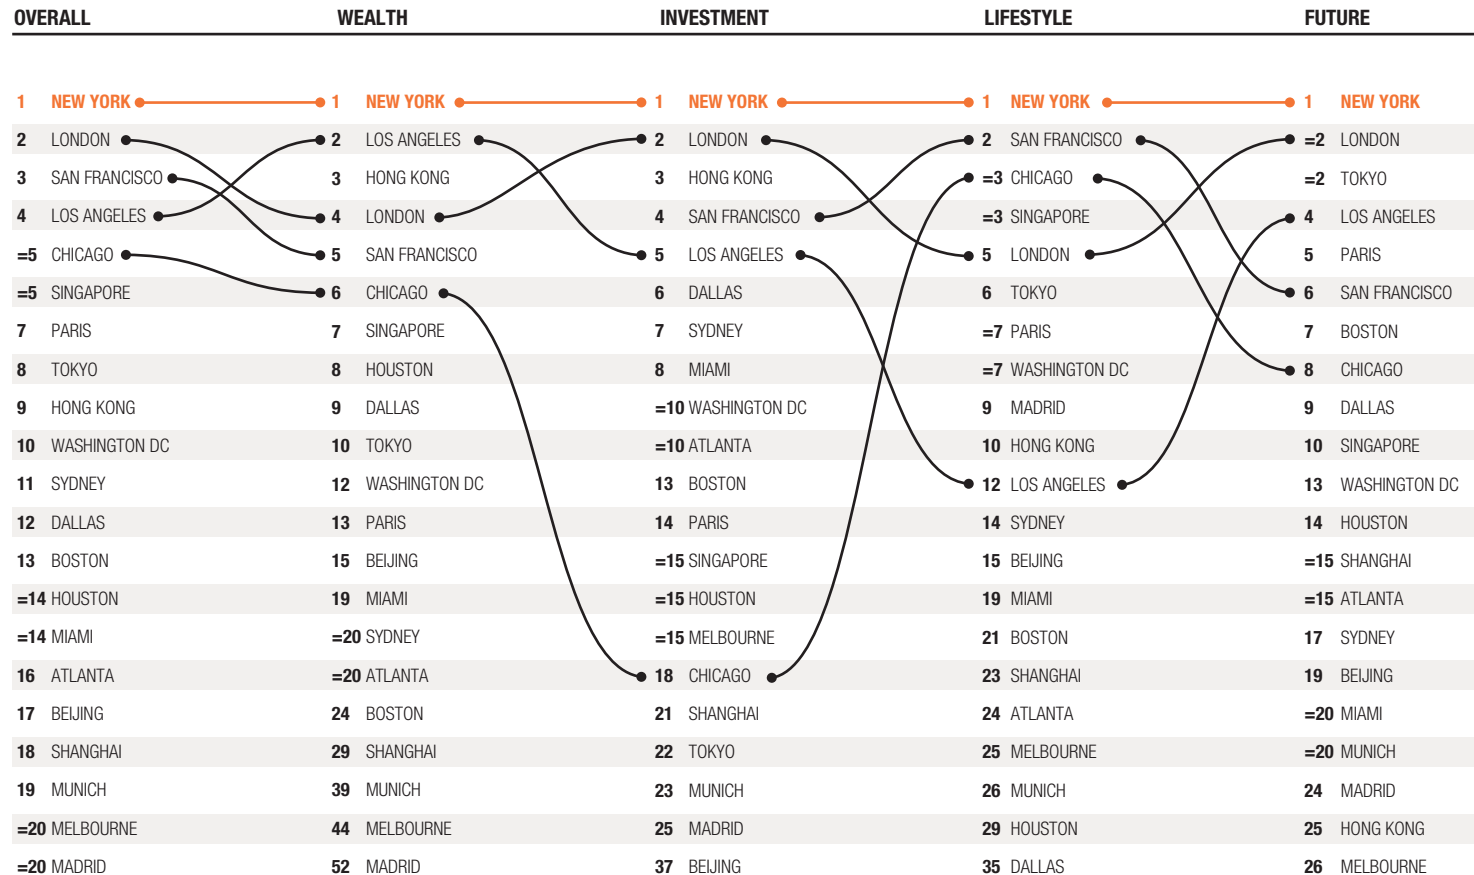 OVERALL WEALTH INVESTMENT LIFESTYLE FUTURE
1 NEW YORK 1 NEW YORK 1 NEW YORK 1 NEW YORK 1 NEW YORK
2 LONDON 2 LOS ANGELES 2 LONDON 2 SAN FRANCISCO =2 LONDON
3 SAN FRANCISCO 3 HONG KONG 3 HONG KONG =3 CHICAGO =2 TOKYO
4 LOS ANGELES 4 LONDON 4 SAN FRANCISCO =3 SINGAPORE 4 LOS ANGELES
=5 CHICAGO 5 SAN FRANCISCO 5 LOS ANGELES 5 LONDON 5 PARIS
=5 SINGAPORE 6 CHICAGO 6 DALLAS 6 TOKYO 6 SAN FRANCISCO
7 PARIS 7 SINGAPORE 7 SYDNEY =7 PARIS 7 BOSTON
8 TOKYO 8 HOUSTON 8 MIAMI =7 WASHINGTON DC 8 CHICAGO
9 HONG KONG 9 DALLAS =10 WASHINGTON DC 9 MADRID 9 DALLAS
10 WASHINGTON DC 10 TOKYO =10 ATLANTA 10 HONG KONG 10 SINGAPORE
11 SYDNEY 12 WASHINGTON DC 13 BOSTON 12 LOS ANGELES 13 WASHINGTON DC
12 DALLAS 13 PARIS 14 PARIS 14 SYDNEY 14 HOUSTON
13 BOSTON 15 BEIJING =15 SINGAPORE 15 BEIJING =15 SHANGHAI
=14 HOUSTON 19 MIAMI =15 HOUSTON 19 MIAMI =15 ATLANTA
=14 MIAMI =20 SYDNEY =15 MELBOURNE 21 BOSTON 17 SYDNEY
16 ATLANTA =20 ATLANTA 18 CHICAGO 23 SHANGHAI 19 BEIJING
17 BEIJING 24 BOSTON 21 SHANGHAI 24 ATLANTA =20 MIAMI
18 SHANGHAI 29 SHANGHAI 22 TOKYO 25 MELBOURNE =20 MUNICH
19 MUNICH 39 MUNICH 23 MUNICH 26 MUNICH 24 MADRID
=20 MELBOURNE 44 MELBOURNE 25 MADRID 29 HOUSTON 25 HONG KONG
=20 MADRID 52 MADRID 37 BEIJING 35 DALLAS 26 MELBOURNE